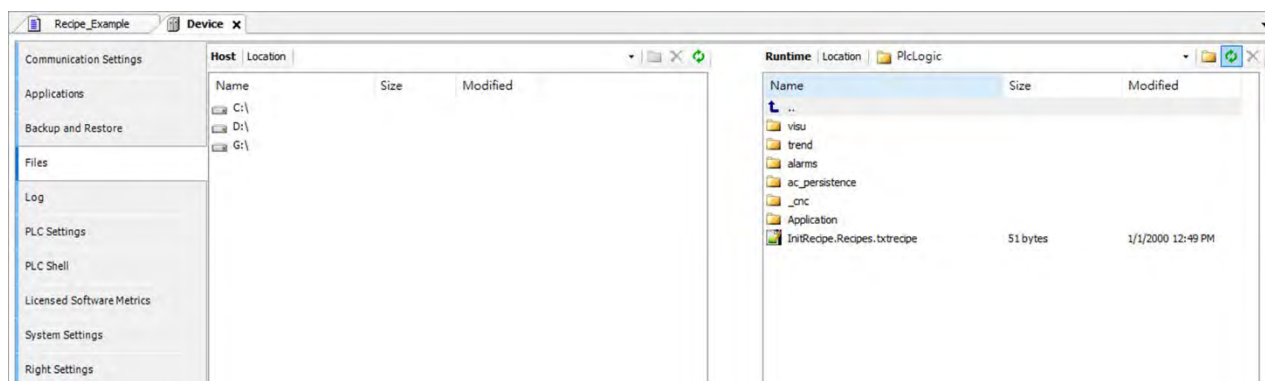 Recipe_Example Device X
Communication Settings
Applications
Backup and Restore
Files
Log
PLC Settings
PLC Shell
Licensed Software Metrics
System Settings
Right Settings
Host Location
Name Size Modified
C:\
D:\
G:\
Runtime Location PlcLogic
Name Size Modified
..
visu
trend
alarms
ac_persistence
_cnc
Application
InitRecipe.Recipes.txtrecipe 51 bytes 1/1/2000 12:49 PM